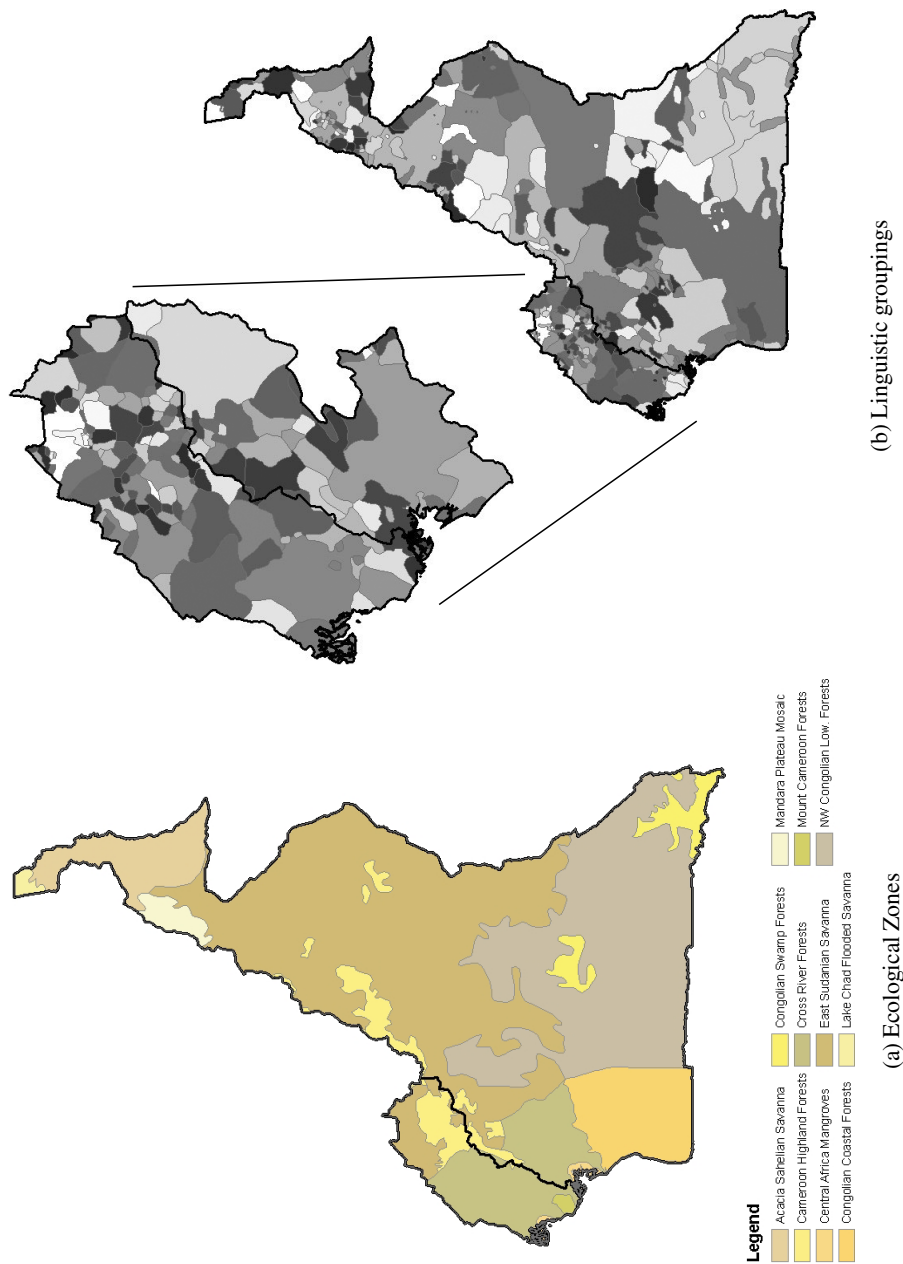 (b) Linguistic groupings
Legend
Acacia Sahelian Savanna
Cameroon Highland Forests
Central Africa Mangroves
Congolian Coastal Forests
Congolian Swamp Forests
Cross River Forests
East Sudanian Savanna
Lake Chad Flooded Savanna
Mandara Plateau Mosaic
Mount Cameroon Forests
NW Congolian Low. Forests
(a) Ecological Zones